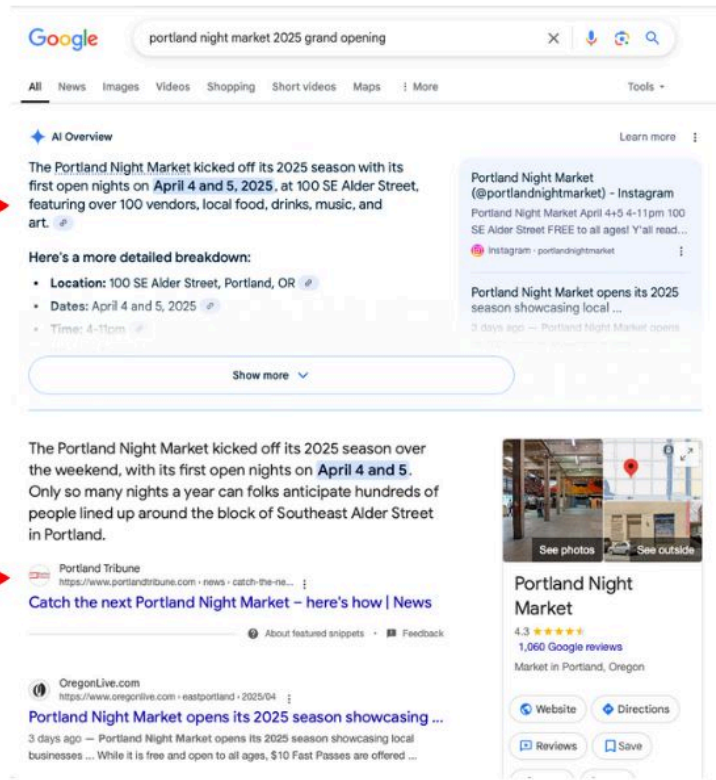 Google
portland night market 2025 grand opening
All News Images Videos Shopping Short videos Maps More Tools
AI Overview
Learn more
The Portland Night Market kicked off its 2025 season with its
first open nights on April 4 and 5, 2025, at 100 SE Alder Street,
featuring over 100 vendors, local food, drinks, music, and
art.
Here's a more detailed breakdown:
• Location: 100 SE Alder Street, Portland, OR
• Dates: April 4 and 5, 2025
• Time: 4-11pm
Portland Night Market
(@portlandnightmarket) - Instagram
Portland Night Market April 4+5 4-11pm 100
SE Alder Street FREE to all ages! Y'all read...
Instagram · portlandnightmarket
Portland Night Market opens its 2025
season showcasing local ...
3 days ago — Portland Night Market opens
Show more
The Portland Night Market kicked off its 2025 season over
the weekend, with its first open nights on April 4 and 5.
Only so many nights a year can folks anticipate hundreds of
people lined up around the block of Southeast Alder Street
in Portland.
Portland Tribune
https://www.portlandtribune.com › news › catch-the-ne...
Catch the next Portland Night Market – here's how | News
About featured snippets • Feedback
OregonLive.com
https://www.oregonlive.com › eastportland › 2025/04
Portland Night Market opens its 2025 season showcasing ...
3 days ago — Portland Night Market opens its 2025 season showcasing local
businesses ... While it is free and open to all ages, $10 Fast Passes are offered ...
See photos
See outside
Portland Night
Market
4.3
1,060 Google reviews
Market in Portland, Oregon
Website
Directions
Reviews
Save